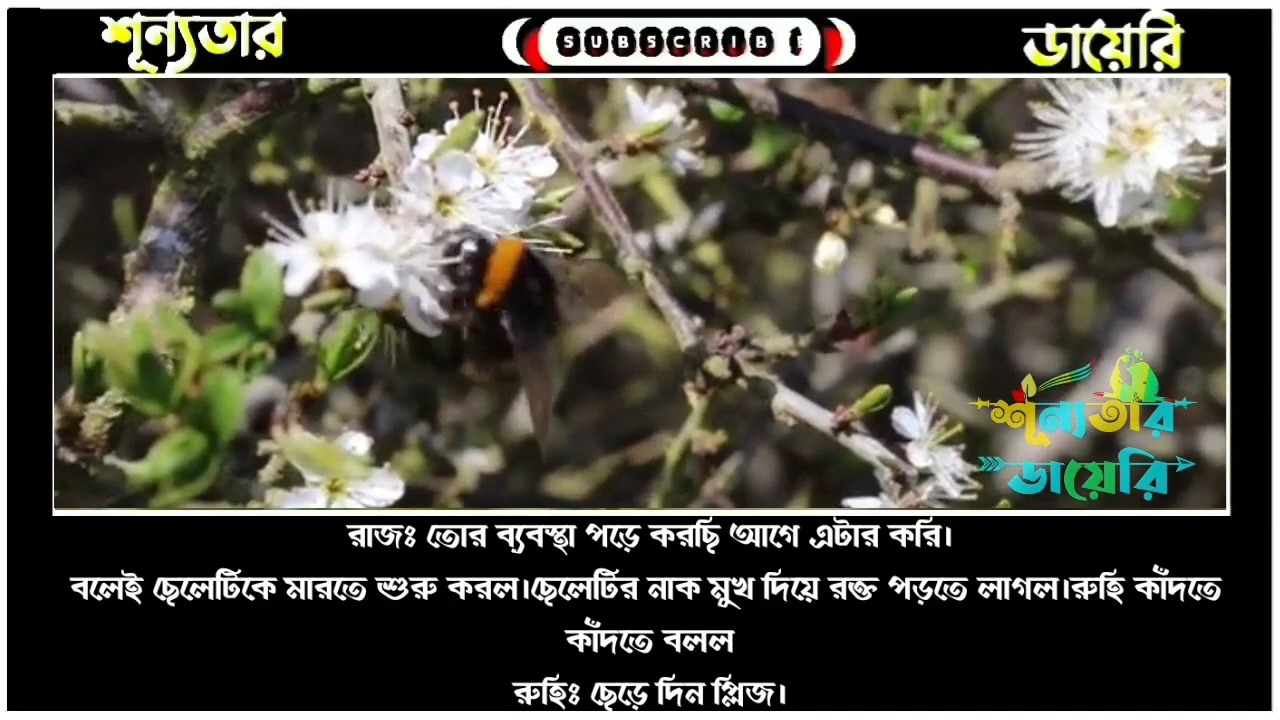 শূন্যতার
SUBSCRIBE
ডায়েরি
শূন্যতার
ডায়েরি
রাজঃ তোর ব্যবস্থা পড়ে করছি আগে এটার করি।
বলেই ছেলেটিকে মারতে শুরু করল।ছেলেটির নাক মুখ দিয়ে রক্ত পড়তে লাগল।রুহি কাঁদতে
কাঁদতে বলল
রুহিঃ ছেড়ে দিন প্লিজ।